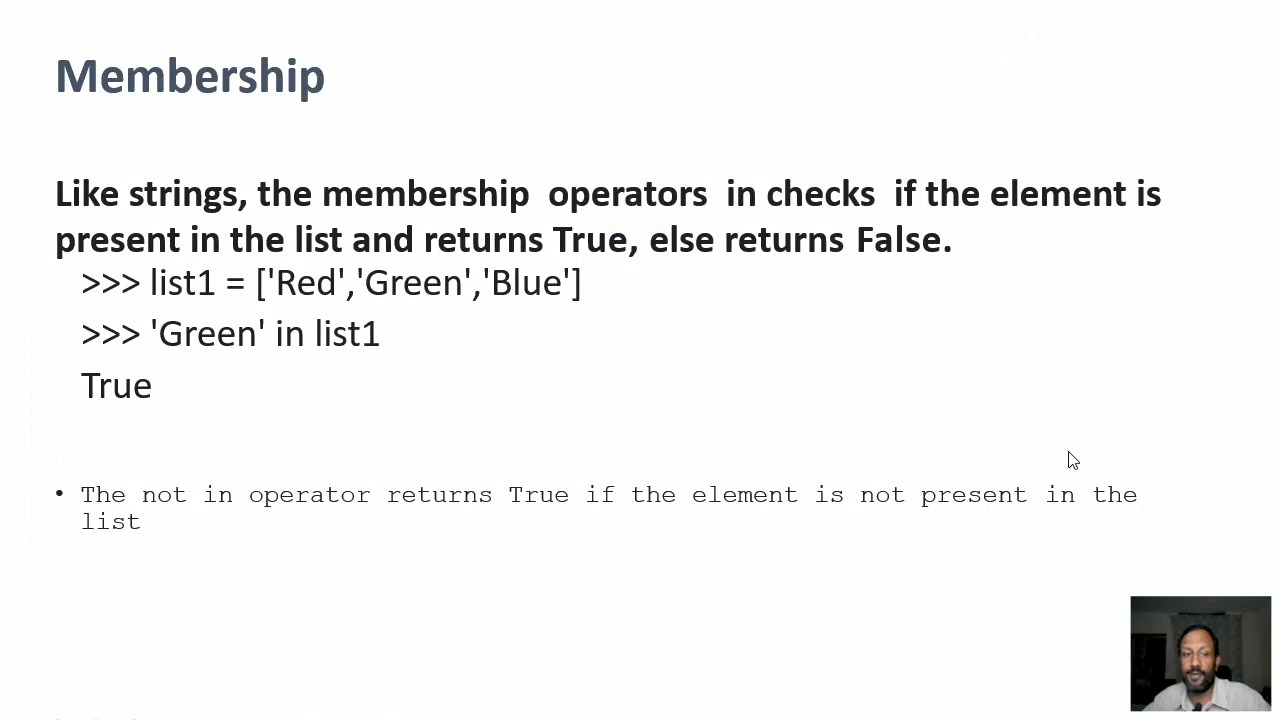 Membership
Like strings, the membership operators in checks if the element is
present in the list and returns True, else returns False.
>>> list1 = ['Red','Green','Blue']
>>> 'Green' in list1
True
• The not in operator returns True if the element is not present in the
list